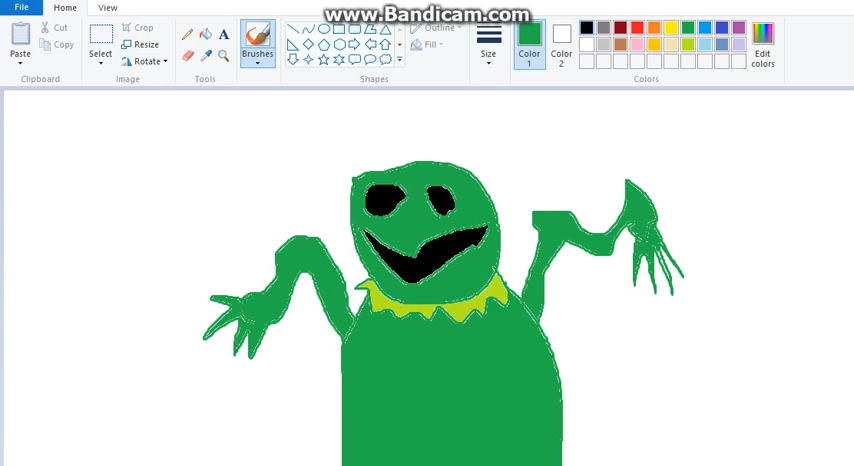 www.Bandicam.com
File Home View
Paste
Cut
Copy
Clipboard
Select
Crop
Resize
Rotate
Image
A
Tools
Brushes
Outline
Fill
Shapes
Size
Color 1
Color 2
Edit colors
Colors